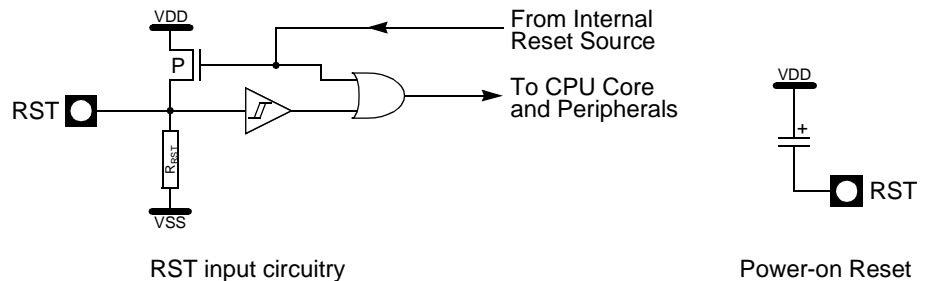 VDD
From Internal
Reset Source
P
To CPU Core
and Peripherals
RST
RRST
VSS
RST input circuitry
VDD
+
RST
Power-on Reset